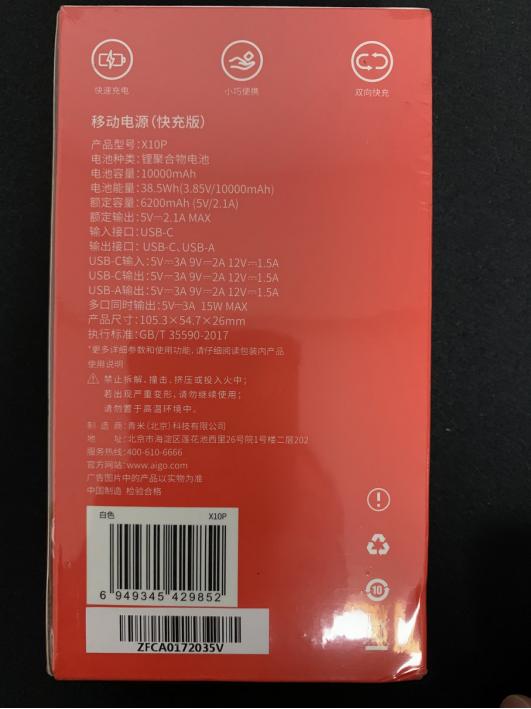 快速充电
小巧便携
双向快充
移动电源(快充版)
产品型号:X10P
电池种类:锂聚合物电池
电池容量:10000mAh
电池能量:38.5Wh(3.85V/10000mAh)
额定容量:6200mAh (5V/2.1A)
额定输出:5V⎓2.1A MAX
输入接口:USB-C
输出接口: USB-C、USB-A
USB-C输入:5V⎓3A 9V⎓2A 12V⎓1.5A
USB-C输出:5V⎓3A 9V⎓2A 12V⎓1.5A
USB-A输出:5V⎓3A 9V⎓2A 12V⎓1.5A
多口同时输出:5V⎓3A 15W MAX
产品尺寸:105.3×54.7×26mm
执行标准:GB/T 35590-2017
*更多详细参数和使用功能,请仔细阅读包装内产品
使用说明
禁止拆解、撞击、挤压或投入火中;
若出现严重变形,请勿继续使用;
请勿置于高温环境中。
制 造 商:青米(北京)科技有限公司
地 址:北京市海淀区莲花池西里26号院1号楼二层202
服务热线:400-610-6666
官方网站:www.aigo.com
广告图片中的产品以实物为准
中国制造 检验合格
白色 X10P
6 949345 429852
ZFCA0172035V
10